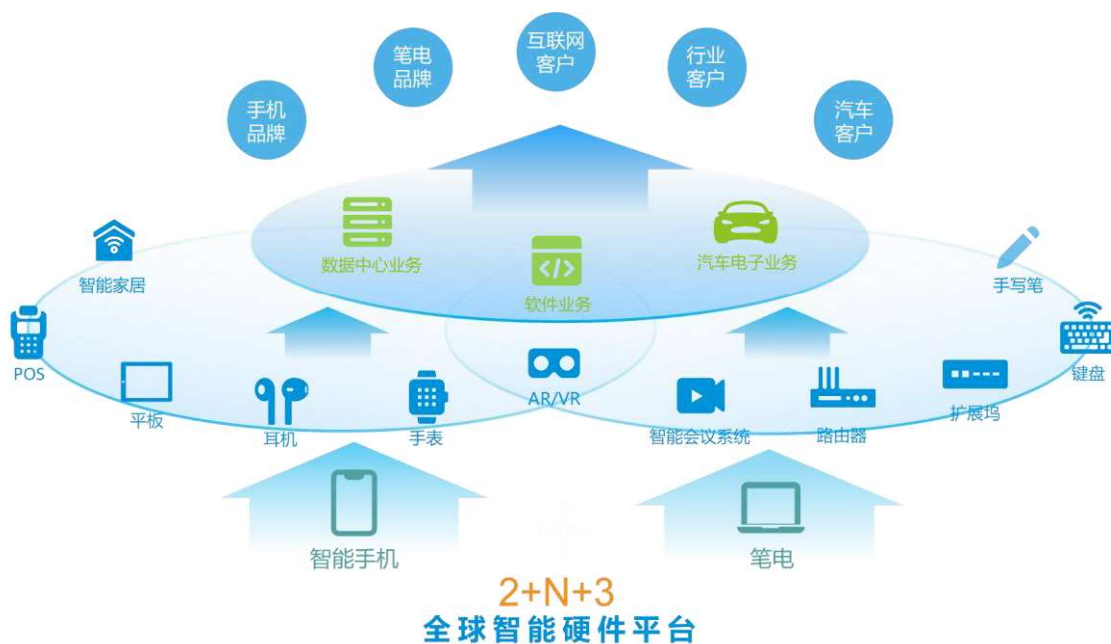 互联网
客户
笔电
品牌
行业
客户
手机
品牌
汽车
客户
数据中心业务
</>
软件业务
汽车电子业务
智能家居
手写笔
POS
平板
耳机
手表
AR/VR
智能会议系统
路由器
扩展坞
键盘
智能手机
笔电
2+N+3
全球智能硬件平台